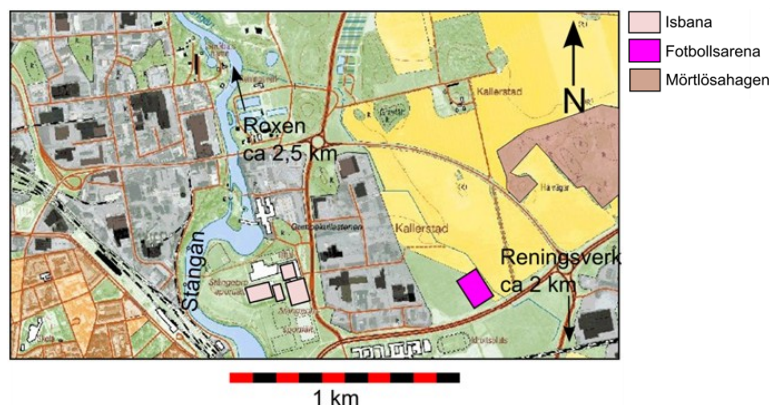 Isbana
Fotbollsarena
Mörtlösahagen
N
Kallerstad
Roxen
ca 2,5 km
Kallerstad
Reningsverk
ca 2 km
Stångån
1 km